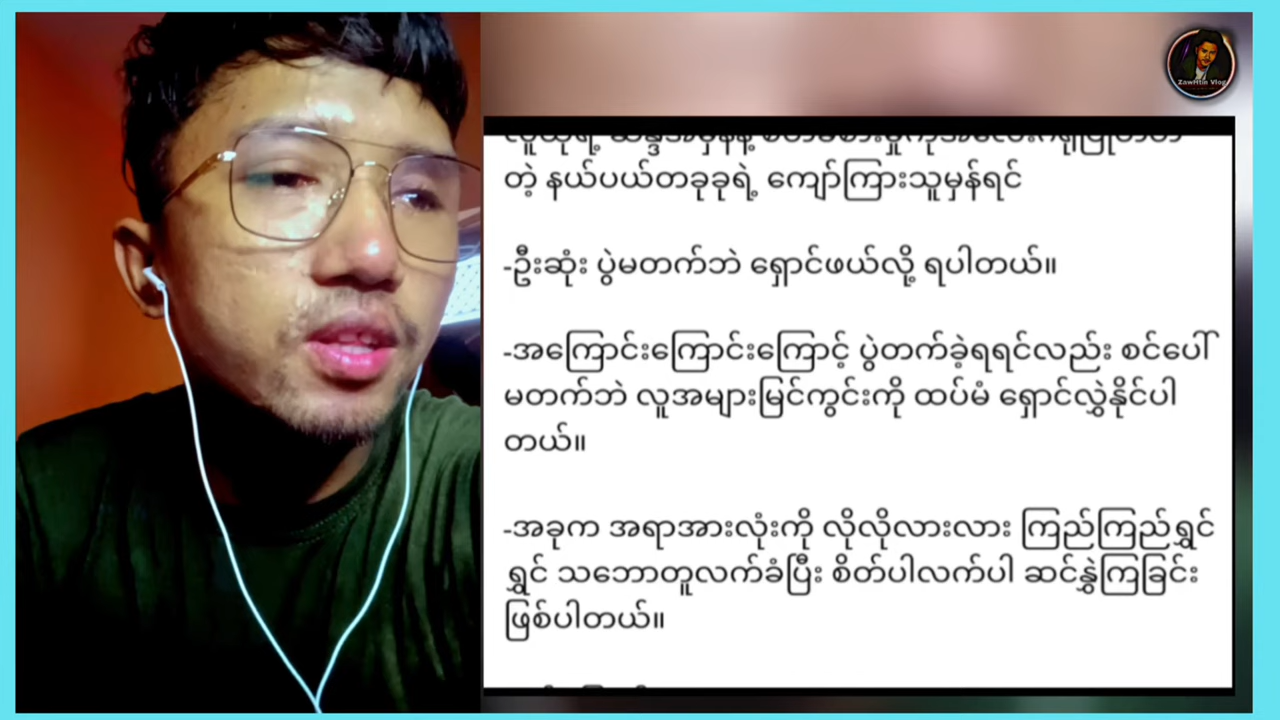 ZawHtin Vlog
တဲ့ နယ်ပယ်တခုခုရဲ့ ကျော်ကြားသူမှန်ရင်
-ဦးဆုံး ပွဲမတက်ဘဲ ရှောင်ဖယ်လို့ ရပါတယ်။
-အကြောင်းကြောင်းကြောင့် ပွဲတက်ခဲ့ရရင်လည်း စင်ပေါ်
မတက်ဘဲ လူအများမြင်ကွင်းကို ထပ်မံ ရှောင်လွှဲနိုင်ပါ
တယ်။
-အခုက အရာအားလုံးကို လိုလိုလားလား ကြည်ကြည်ရွှင်
ရွှင် သဘောတူလက်ခံပြီး စိတ်ပါလက်ပါ ဆင်နွှဲကြခြင်း
ဖြစ်ပါတယ်။